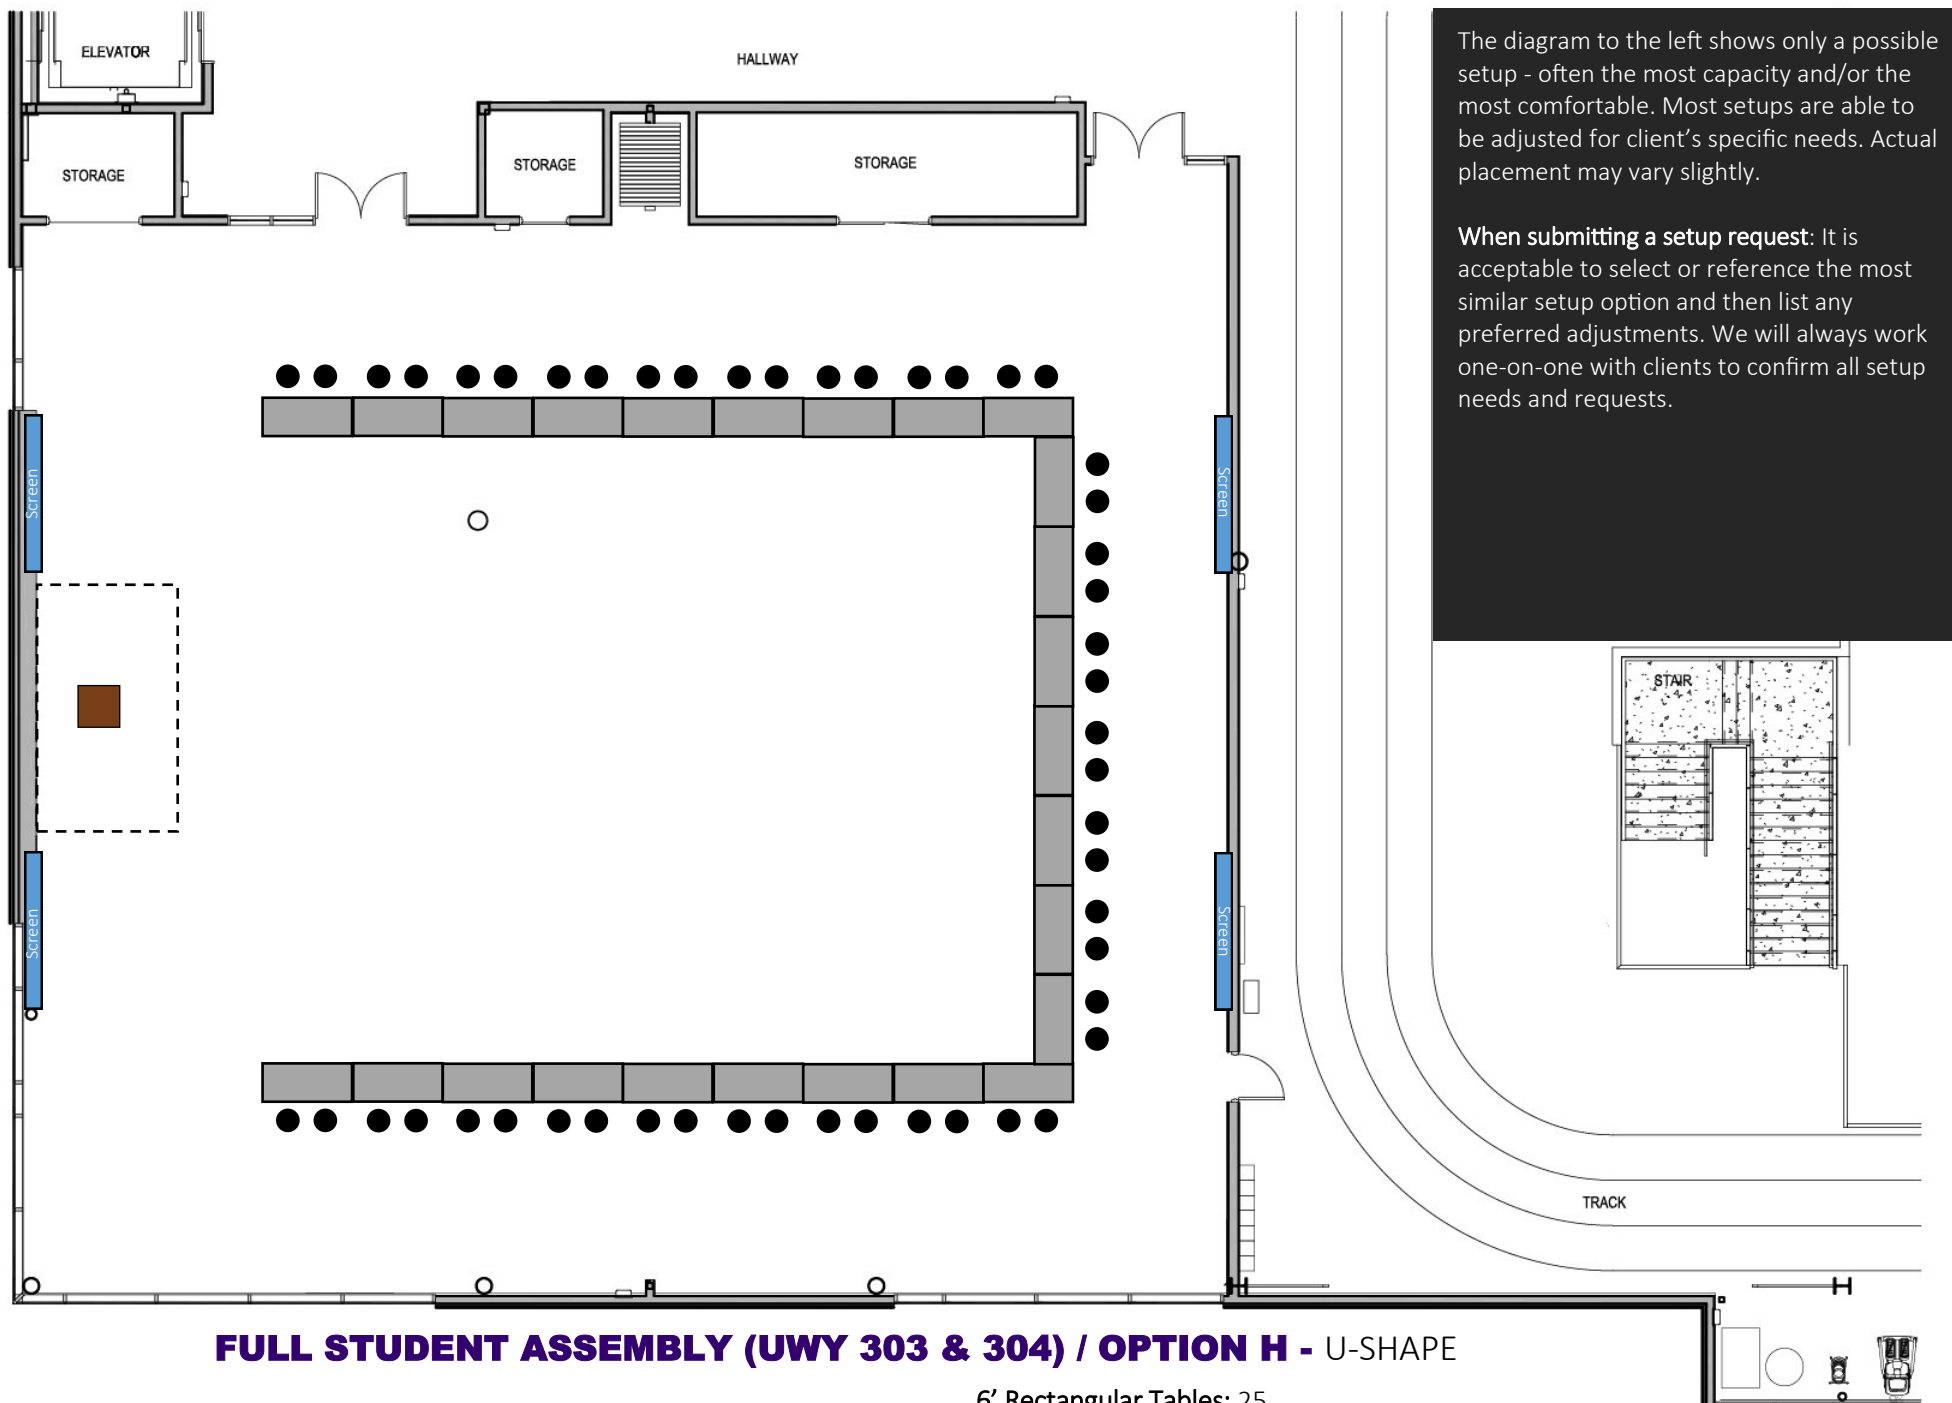 ELEVATOR
HALLWAY
STORAGE
STORAGE
STORAGE
The diagram to the left shows only a possible
setup - often the most capacity and/or the
most comfortable. Most setups are able to
be adjusted for client's specific needs. Actual
placement may vary slightly.
When submitting a setup request: It is
acceptable to select or reference the most
similar setup option and then list any
preferred adjustments. We will always work
one-on-one with clients to confirm all setup
needs and requests.
Screen
Screen
Screen
Screen
STAIR
TRACK
FULL STUDENT ASSEMBLY (UWY 303 & 304) / OPTION H - U-SHAPE
6' Rectangular Tables: 25